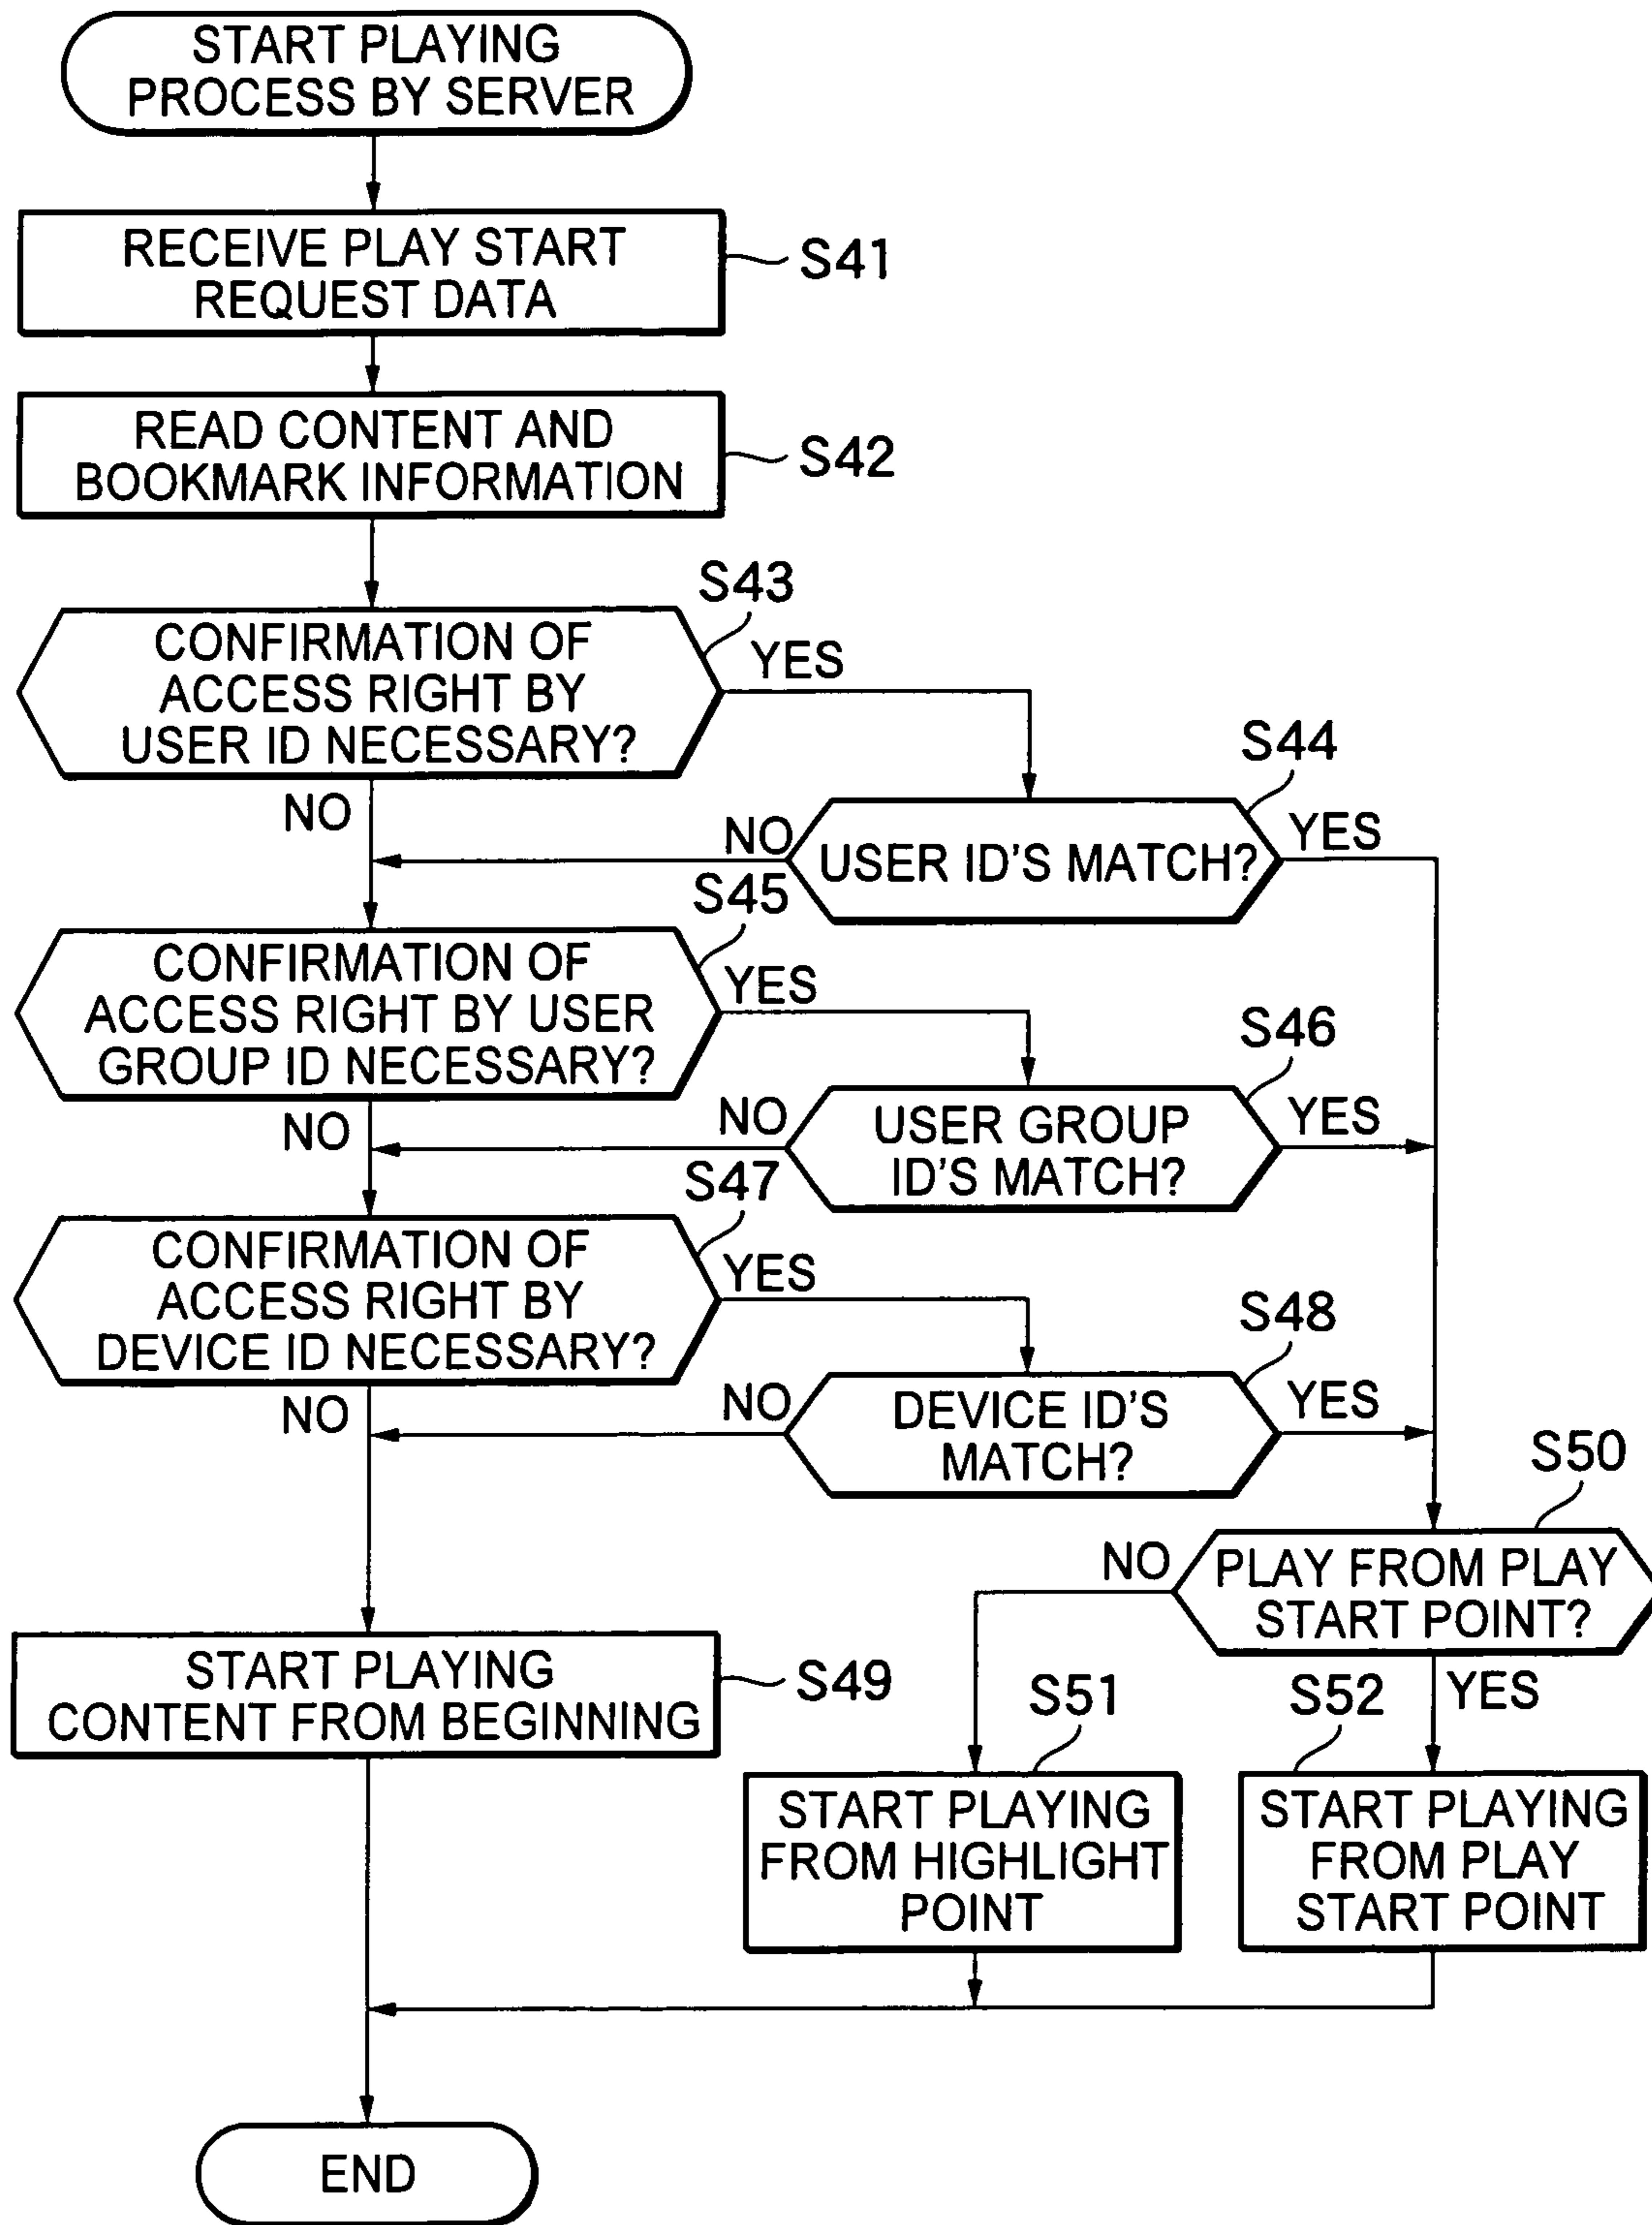 START PLAYING
PROCESS BY SERVER
RECEIVE PLAY START
REQUEST DATA
S41
READ CONTENT AND
BOOKMARK INFORMATION
S42
S43
CONFIRMATION OF
ACCESS RIGHT BY
USER ID NECESSARY?
YES
NO
S44
USER ID'S MATCH?
NO
YES
S45
CONFIRMATION OF
ACCESS RIGHT BY USER
GROUP ID NECESSARY?
YES
NO
S46
USER GROUP
ID'S MATCH?
NO
YES
S47
CONFIRMATION OF
ACCESS RIGHT BY
DEVICE ID NECESSARY?
YES
NO
S48
DEVICE ID'S
MATCH?
NO
YES
S50
PLAY FROM PLAY
START POINT?
NO
YES
START PLAYING
CONTENT FROM BEGINNING
S49
S51
START PLAYING
FROM HIGHLIGHT
POINT
S52
START PLAYING
FROM PLAY
START POINT
END